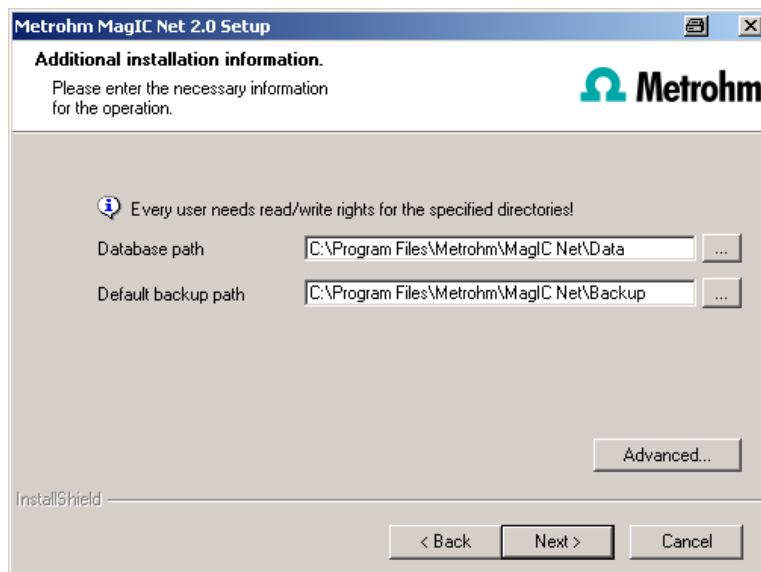 Metrohm MagIC Net 2.0 Setup
Additional installation information.
Please enter the necessary information
for the operation.
Metrohm
Every user needs read/write rights for the specified directories!
Database path
C:\Program Files\Metrohm\MagIC Net\Data
...
Default backup path
C:\Program Files\Metrohm\MagIC Net\Backup
...
Advanced...
InstallShield
< Back
Next >
Cancel